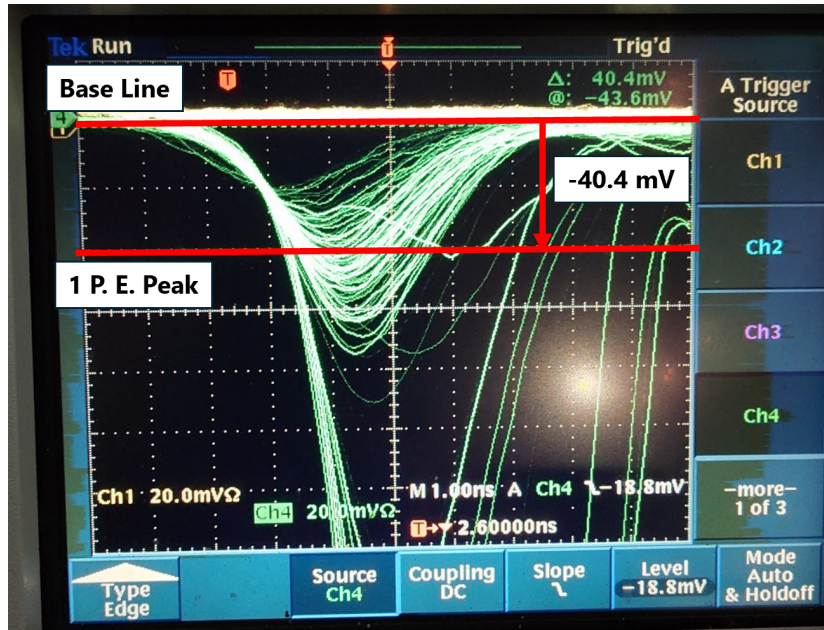 Tek Run
Trig'd
T
T
Base Line
Δ: 40.4mV
@: −43.6mV
4
-40.4 mV
1 P. E. Peak
A Trigger
Source
Ch1
Ch2
Ch3
Ch4
−more−
1 of 3
Ch1 20.0mVΩ
M 1.00ns A Ch4 −18.8mV
Ch4 20.0mVΩ
T 2.60000ns
Type
Edge
Source
Ch4
Coupling
DC
Slope
Level
−18.8mV
Mode
Auto
& Holdoff